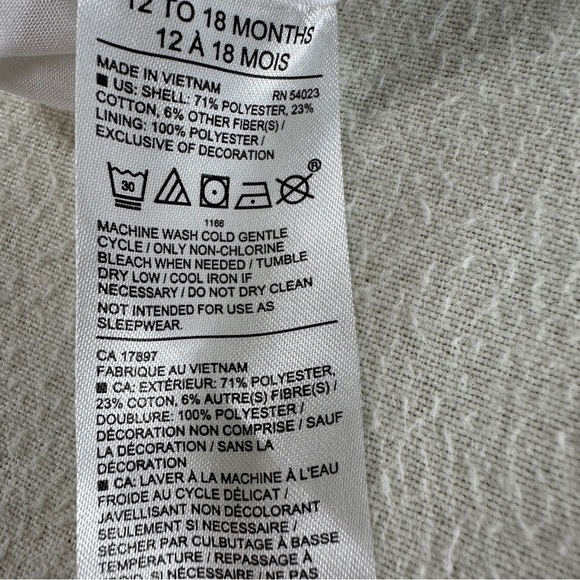 12 TO 18 MONTHS
12 À 18 MOIS
MADE IN VIETNAM RN 54023
US: SHELL: 71% POLYESTER, 23%
COTTON, 6% OTHER FIBER(S) /
LINING: 100% POLYESTER /
EXCLUSIVE OF DECORATION
30 ®
1166
MACHINE WASH COLD GENTLE
CYCLE / ONLY NON-CHLORINE
BLEACH WHEN NEEDED / TUMBLE
DRY LOW / COOL IRON IF
NECESSARY / DO NOT DRY CLEAN
NOT INTENDED FOR USE AS
SLEEPWEAR.
CA 17897
FABRIQUE AU VIETNAM
CA: EXTÉRIEUR: 71% POLYESTER,
23% COTON, 6% AUTRE(S) FIBRE(S) /
DOUBLURE: 100% POLYESTER /
DÉCORATION NON COMPRISE / SAUF
LA DÉCORATION / SANS LA
DÉCORATION
CA: LAVER À LA MACHINE À L'EAU
FROIDE AU CYCLE DÉLICAT /
JAVELLISANT NON DÉCOLORANT
SEULEMENT SI NECESSAIRE /
SÉCHER PAR CULBUTAGE À BASSE
TEMPÉRATURE / REPASSAGE À
SI NÉCESSAIRE / NE PAS